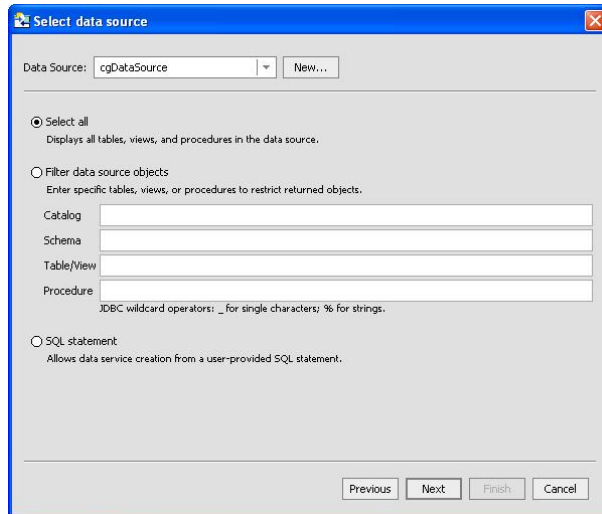 Select data source
Data Source: cgDataSource New...
Select all
Displays all tables, views, and procedures in the data source.
Filter data source objects
Enter specific tables, views, or procedures to restrict returned objects.
Catalog
Schema
Table/View
Procedure
JDBC wildcard operators: _ for single characters; % for strings.
SQL statement
Allows data service creation from a user-provided SQL statement.
Previous Next Finish Cancel